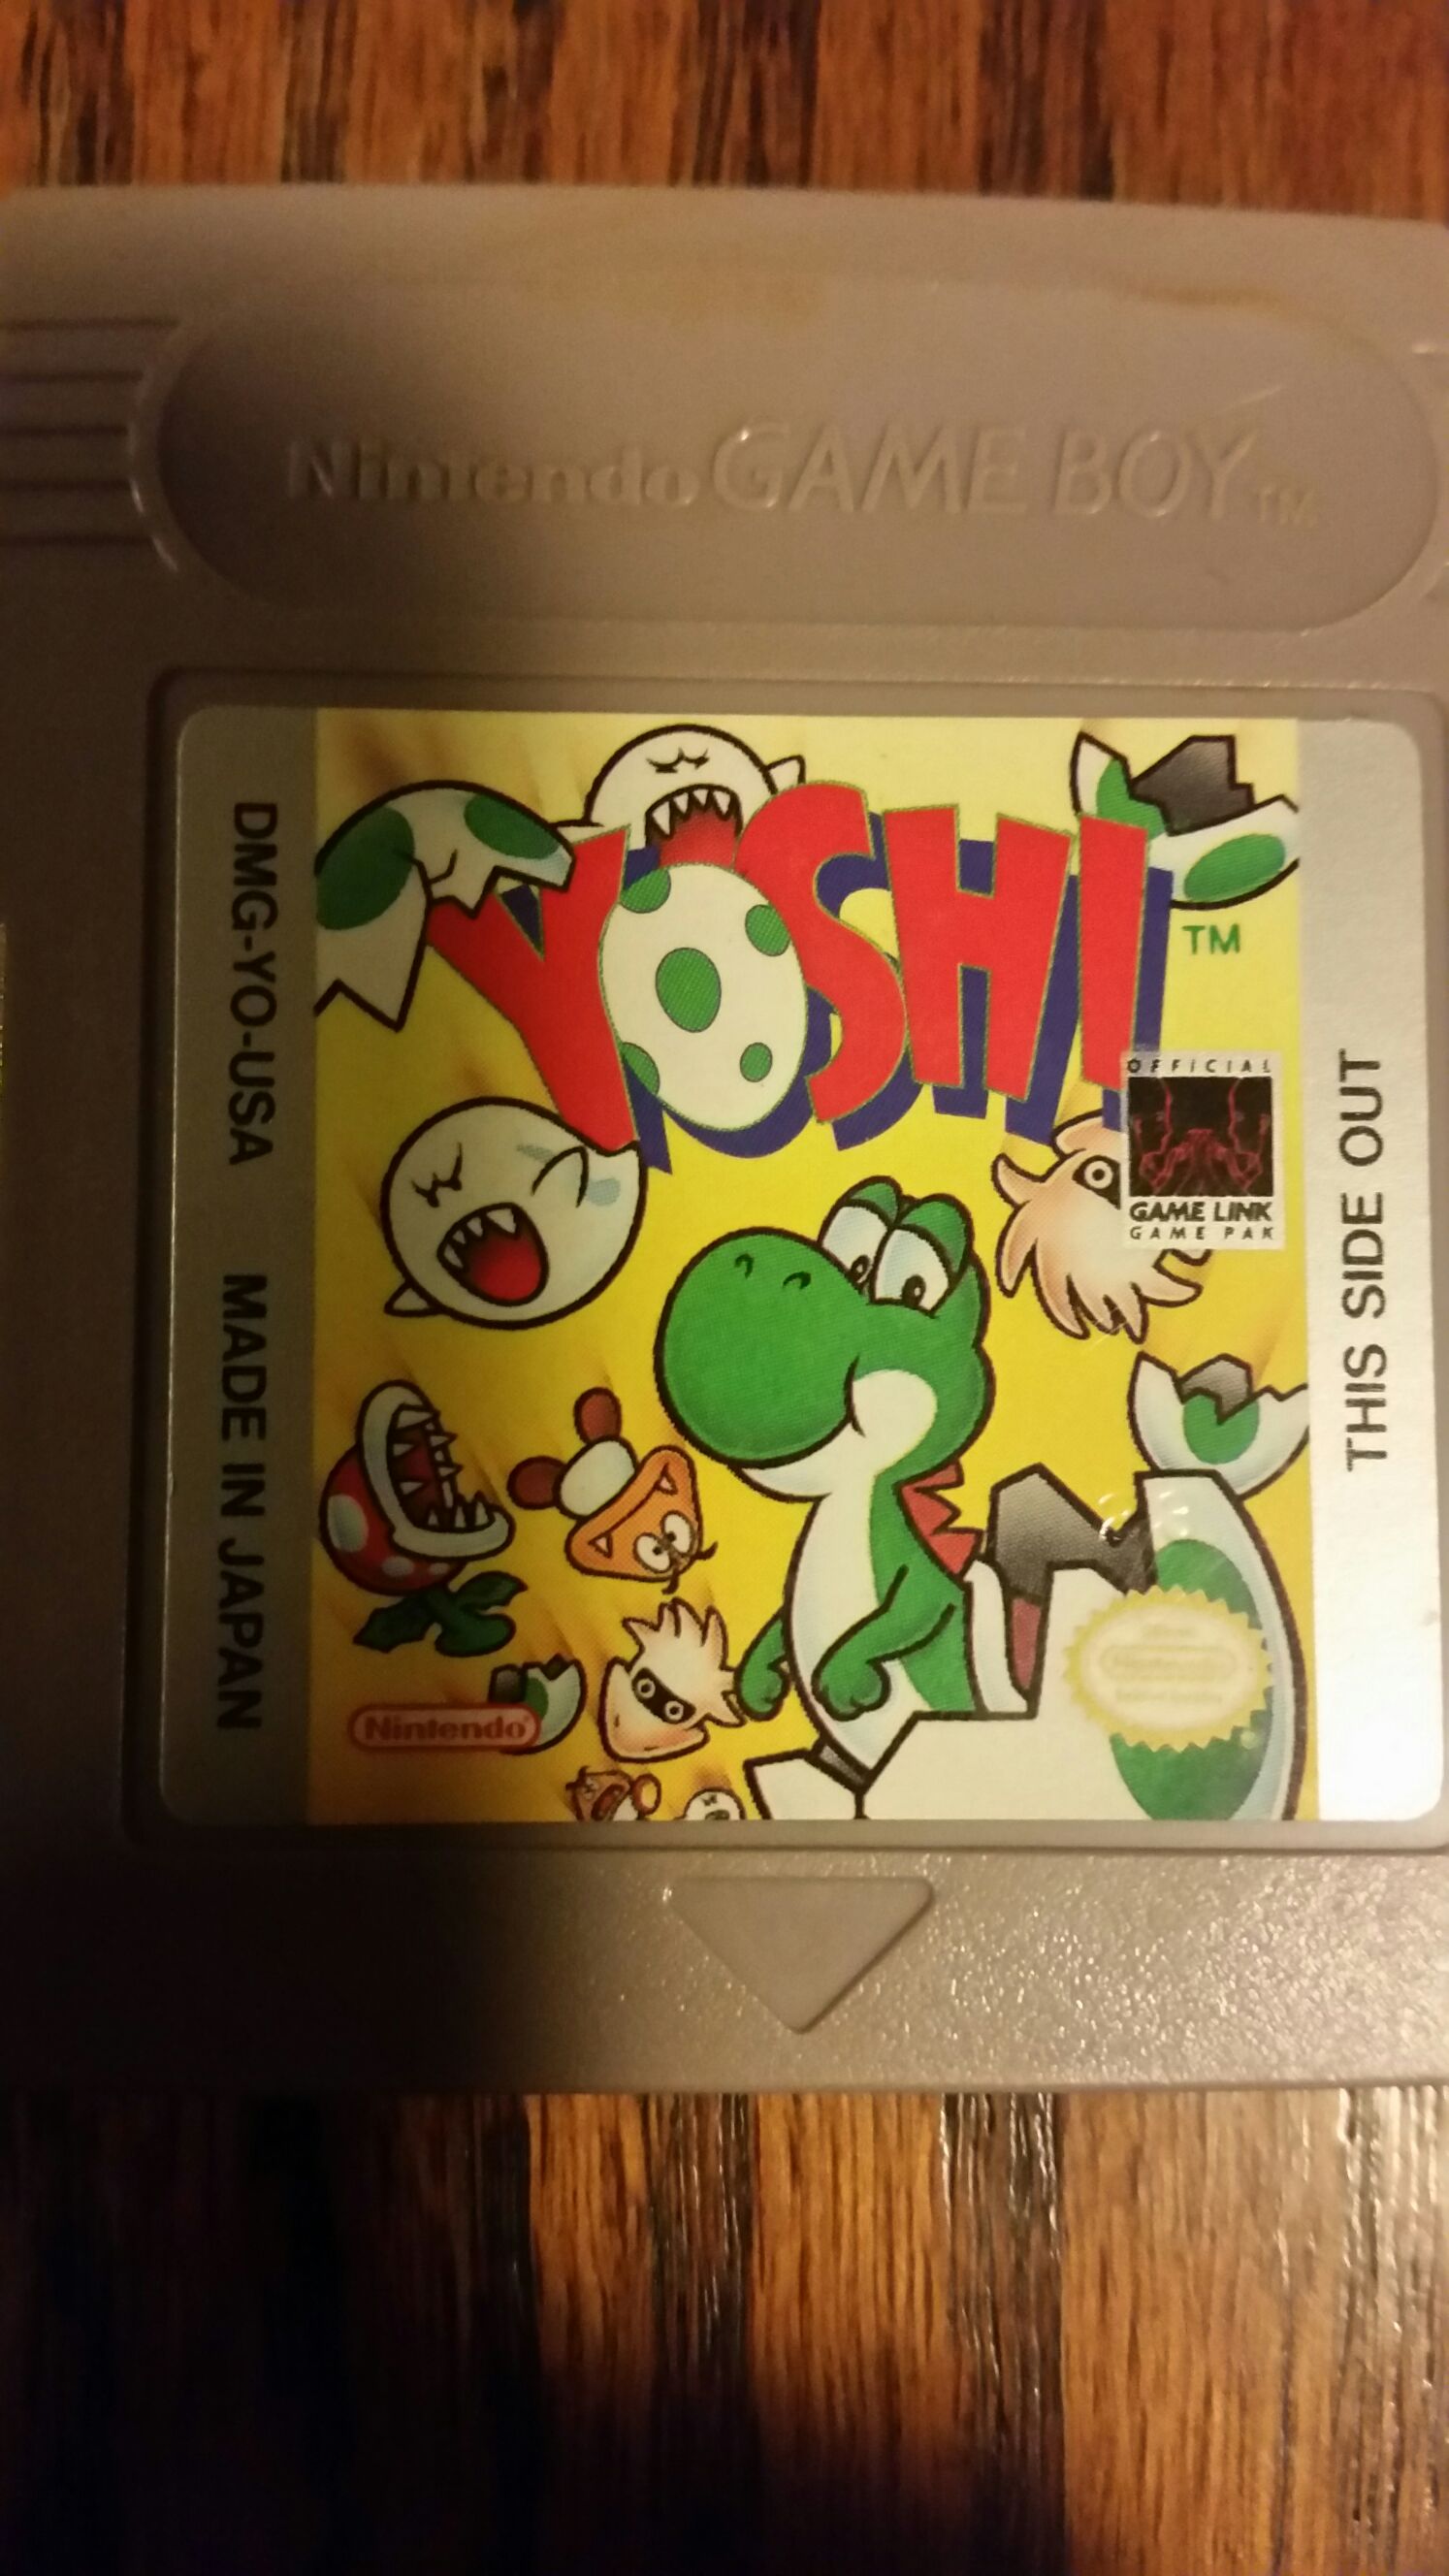 Nintendo GAME BOY TM
YOSHI TM
OFFICIAL
GAME LINK
GAME PAK
Nintendo®
DMG-YO-USA MADE IN JAPAN
THIS SIDE OUT